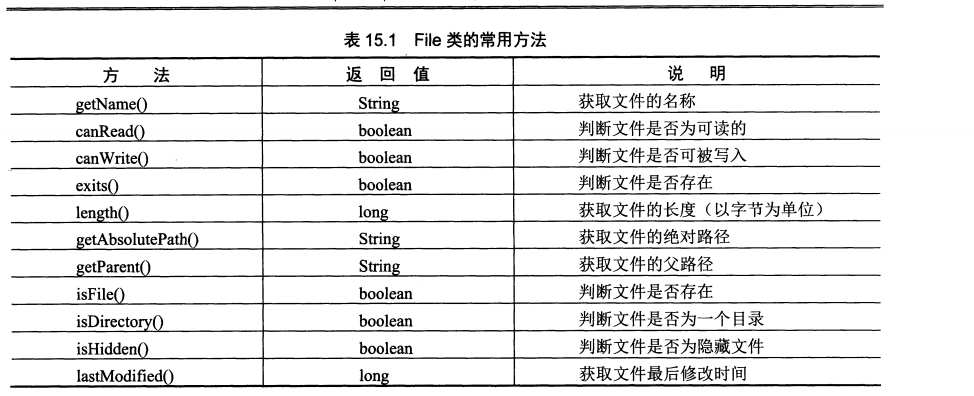 表 15.1 File 类的常用方法
方 法 返 回 值 说 明
getName() String 获取文件的名称
canRead() boolean 判断文件是否为可读的
canWrite() boolean 判断文件是否可被写入
exits() boolean 判断文件是否存在
length() long 获取文件的长度（以字节为单位）
getAbsolutePath() String 获取文件的绝对路径
getParent() String 获取文件的父路径
isFile() boolean 判断文件是否存在
isDirectory() boolean 判断文件是否为一个目录
isHidden() boolean 判断文件是否为隐藏文件
lastModified() long 获取文件最后修改时间